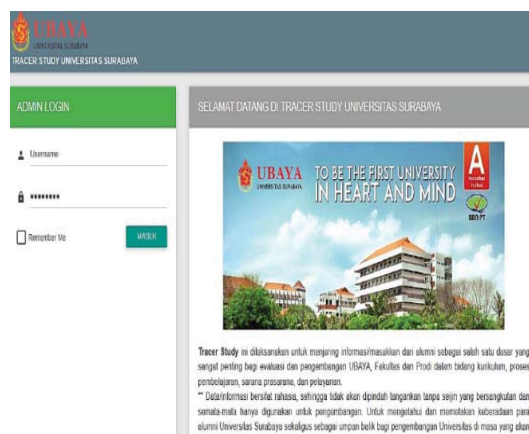 UBAYA
UNIVERSITAS SURABAYA
TRACER STUDY UNIVERSITAS SURABAYA
ADMIN LOGIN
Username
Remember Me
MASUK
SELAMAT DATANG DI TRACER STUDY UNIVERSITAS SURABAYA
UBAYA
UNIVERSITAS SURABAYA
TO BE THE FIRST UNIVERSITY
IN HEART AND MIND
A
BAN-PT
Tracer Study ini dilaksanakan untuk menjaring informasi/masukkan dari alumni sebagai salah satu dasar yang
sangat penting bagi evaluasi dan pengembangan UBAYA, Fakultas dan Prodi dalam bidang kurikulum, proses
pembelajaran, sarana prasarana, dan pelayanan.
** Data/informasi bersifat rahasia, sehingga tidak akan dipindah tangankan tanpa seijin yang bersangkutan dan
semata-mata hanya digunakan untuk pengembangan. Untuk mengetahui dan memetakan keberadaan para
alumni Universitas Surabaya sekaligus sebagai umpan balik bagi pengembangan Universitas di masa yang akan